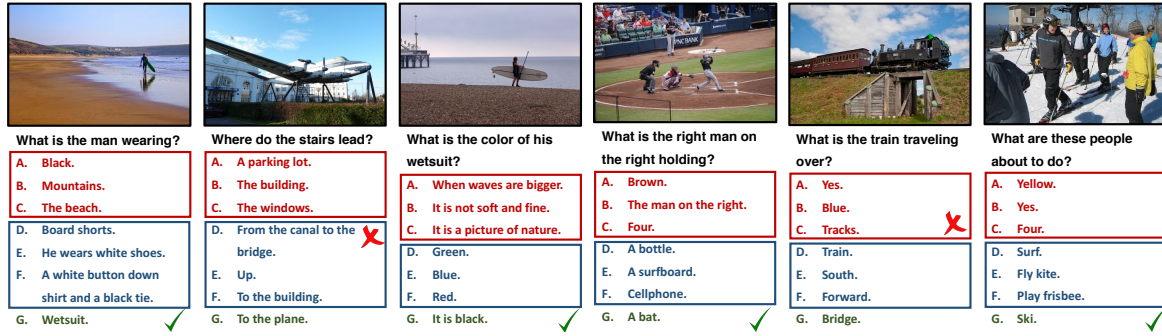 What is the man wearing?
A. Black.
B. Mountains.
C. The beach.
D. Board shorts.
E. He wears white shoes.
F. A white button down
shirt and a black tie.
G. Wetsuit.
Where do the stairs lead?
A. A parking lot.
B. The building.
C. The windows.
D. From the canal to the
bridge.
E. Up.
F. To the building.
G. To the plane.
What is the color of his
wetsuit?
A. When waves are bigger.
B. It is not soft and fine.
C. It is a picture of nature.
D. Green.
E. Blue.
F. Red.
G. It is black.
PNC BANK
What is the right man on
the right holding?
A. Brown.
B. The man on the right.
C. Four.
D. A bottle.
E. A surfboard.
F. Cellphone.
G. A bat.
What is the train traveling
over?
A. Yes.
B. Blue.
C. Tracks.
D. Train.
E. South.
F. Forward.
G. Bridge.
What are these people
about to do?
A. Yellow.
B. Yes.
C. Four.
D. Surf.
E. Fly kite.
F. Play frisbee.
G. Ski.